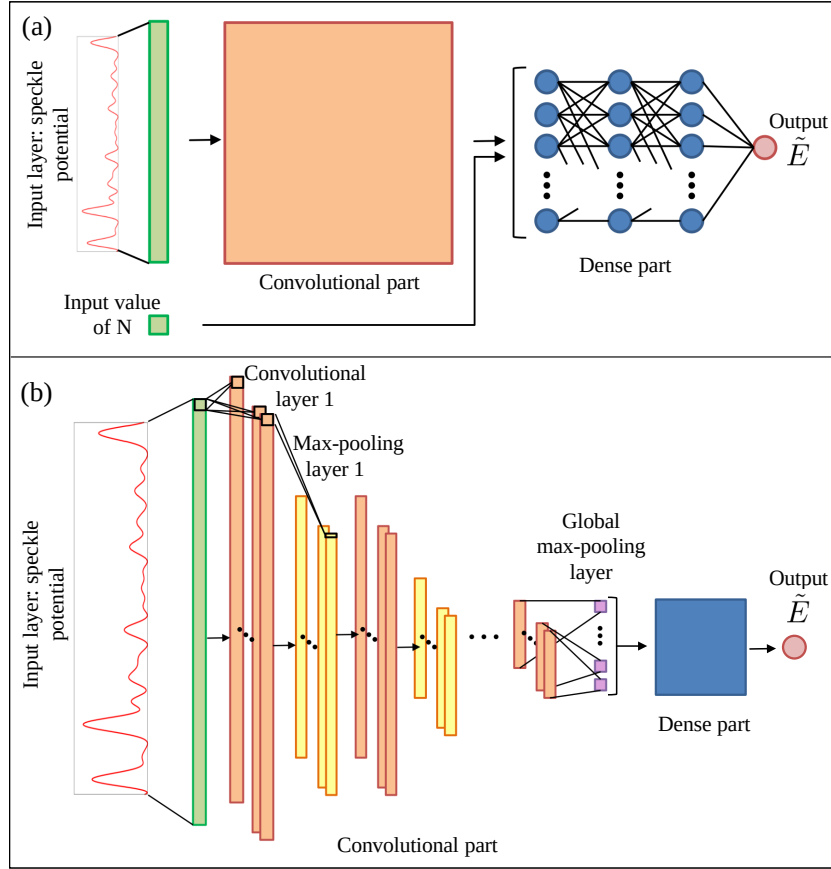 (a)
Input layer: speckle
potential
Convolutional part
Dense part
Output
Ẽ
Input value
of N
(b)
Convolutional
layer 1
Max-pooling
layer 1
Input layer: speckle
potential
Global
max-pooling
layer
Output
Ẽ
Dense part
Convolutional part